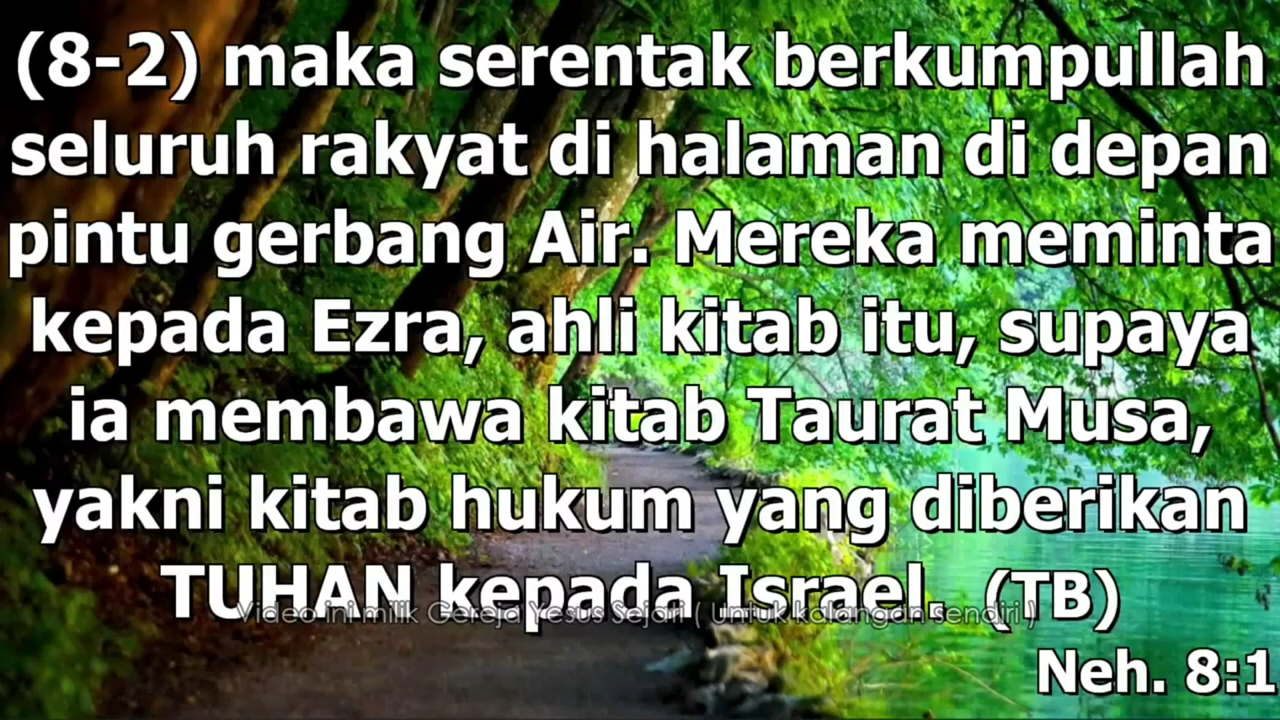 (8-2) maka serentak berkumpullah
seluruh rakyat di halaman di depan
pintu gerbang Air. Mereka meminta
kepada Ezra, ahli kitab itu, supaya
ia membawa kitab Taurat Musa,
yakni kitab hukum yang diberikan
TUHAN kepada Israel. (TB)
Video ini milik Gereja Yesus Sejati ( Untuk kalangan sendiri )
Neh. 8:1